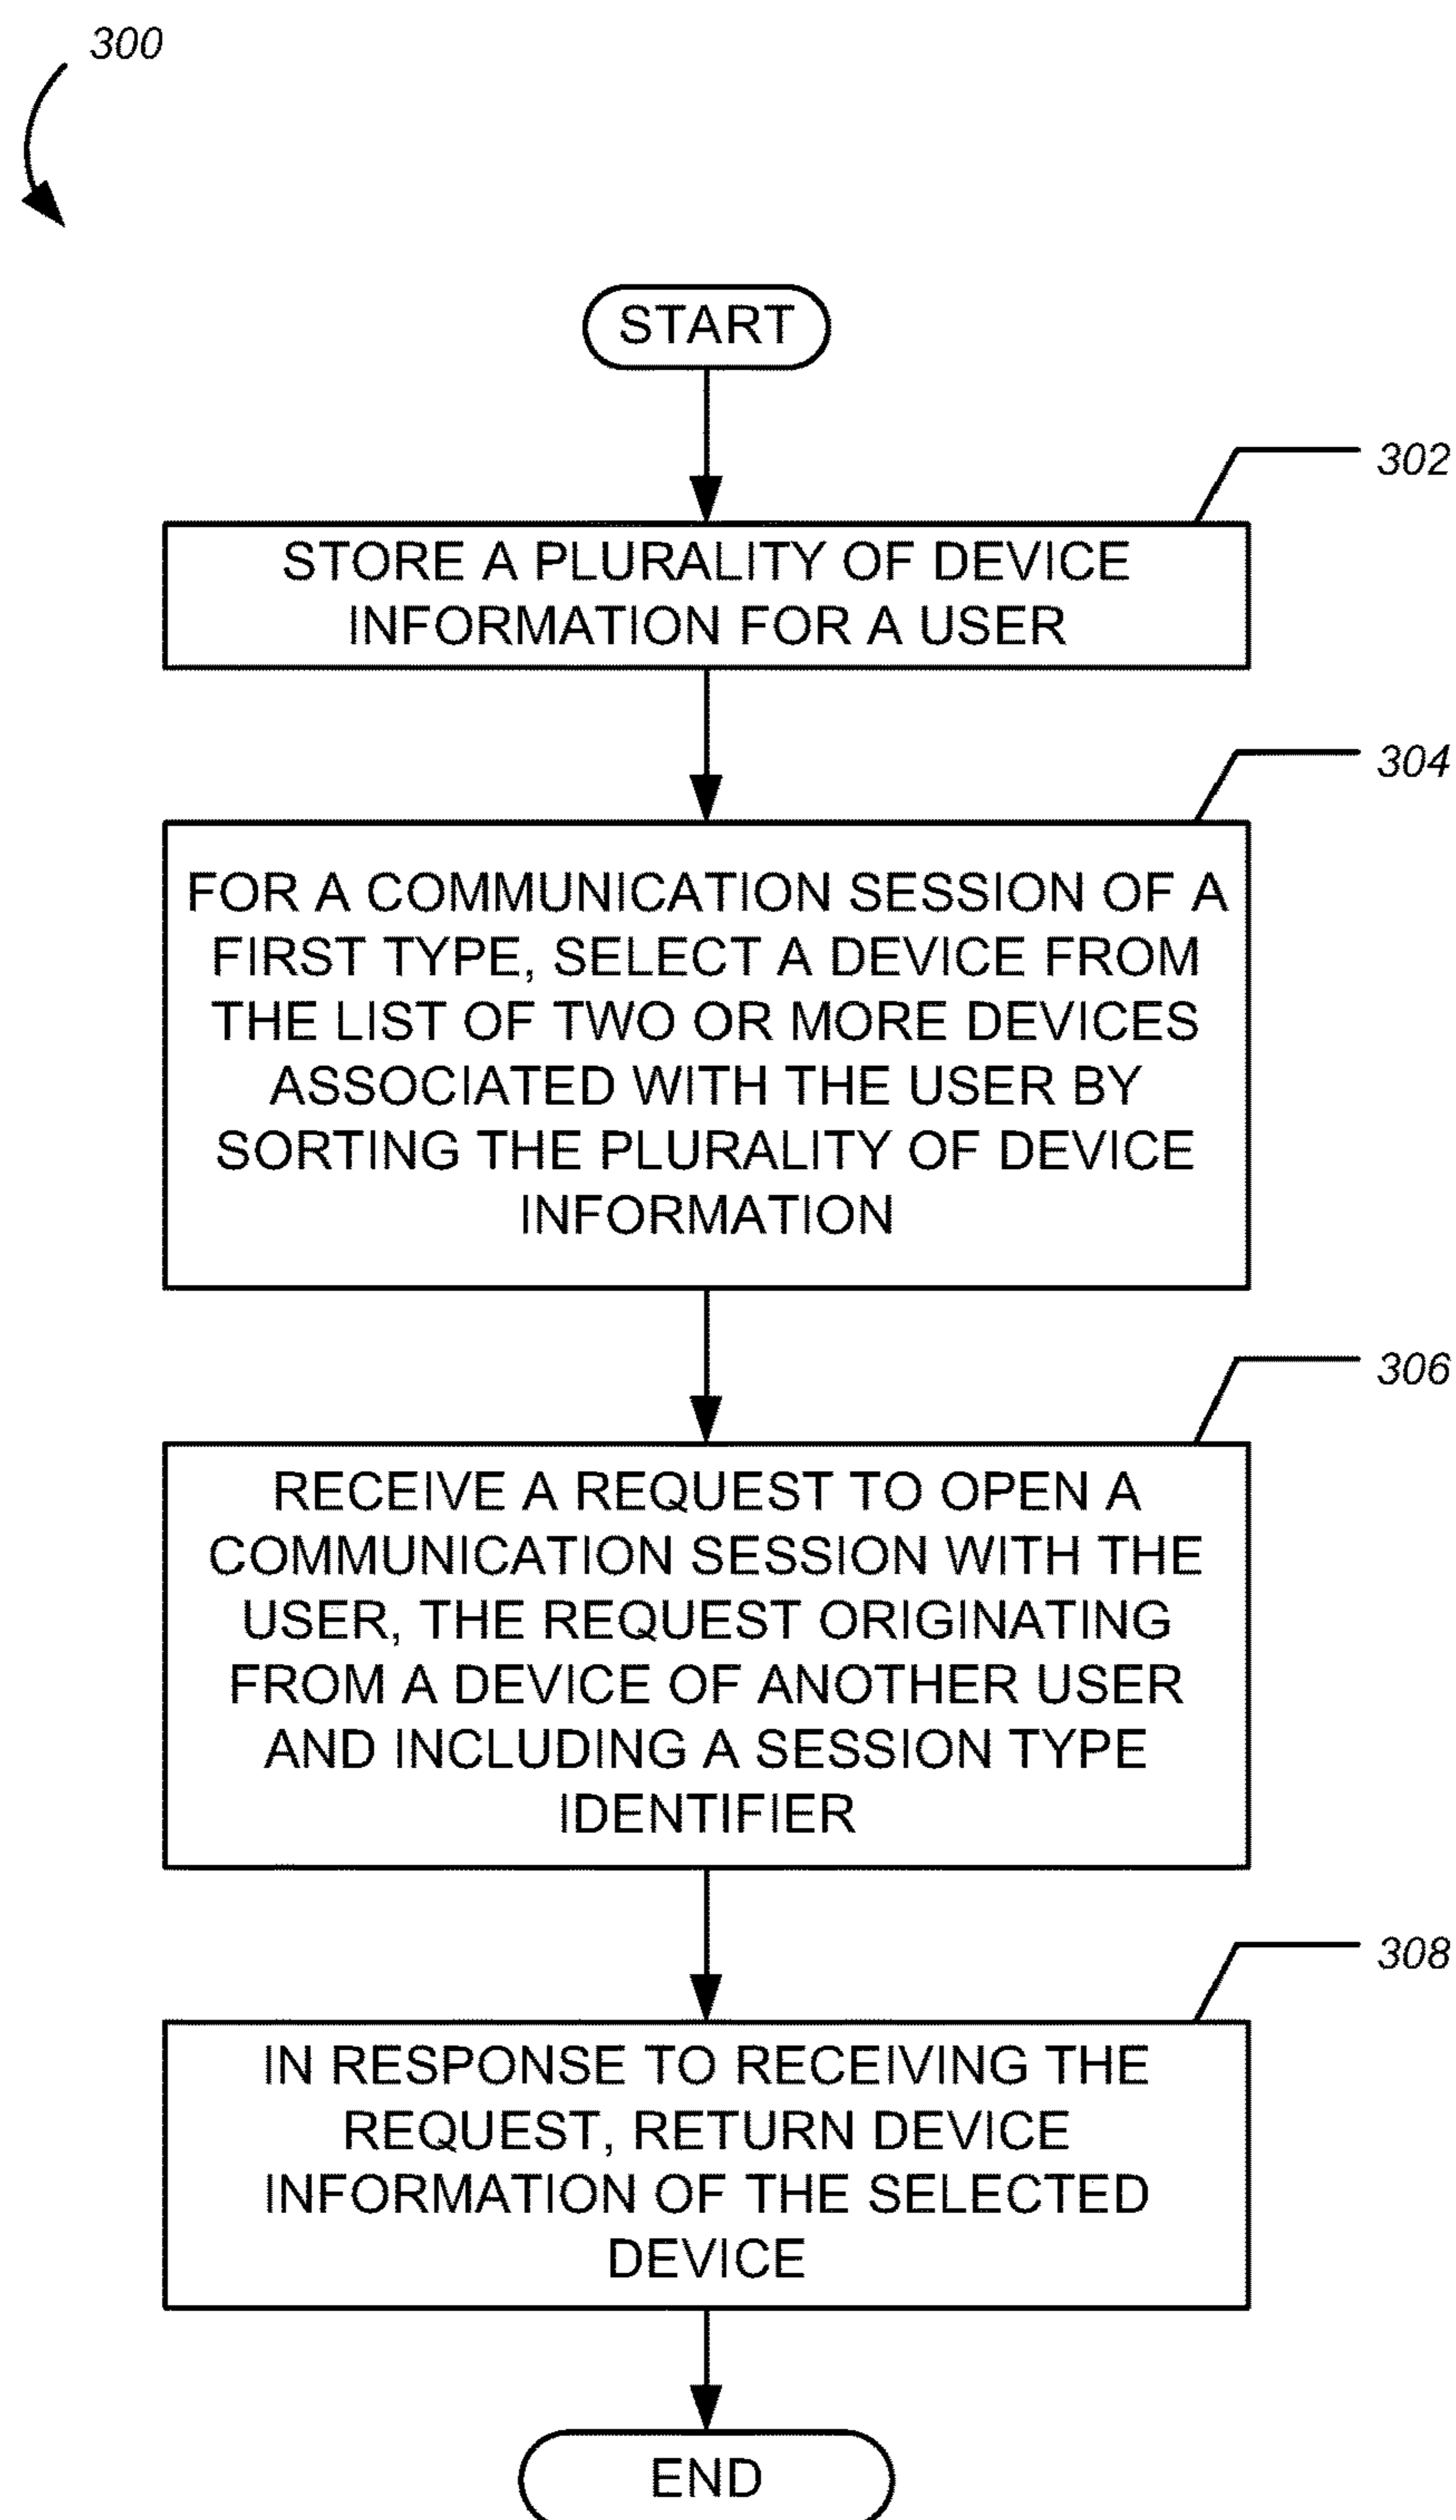 300
START
302
STORE A PLURALITY OF DEVICE
INFORMATION FOR A USER
304
FOR A COMMUNICATION SESSION OF A
FIRST TYPE, SELECT A DEVICE FROM
THE LIST OF TWO OR MORE DEVICES
ASSOCIATED WITH THE USER BY
SORTING THE PLURALITY OF DEVICE
INFORMATION
306
RECEIVE A REQUEST TO OPEN A
COMMUNICATION SESSION WITH THE
USER, THE REQUEST ORIGINATING
FROM A DEVICE OF ANOTHER USER
AND INCLUDING A SESSION TYPE
IDENTIFIER
308
IN RESPONSE TO RECEIVING THE
REQUEST, RETURN DEVICE
INFORMATION OF THE SELECTED
DEVICE
END